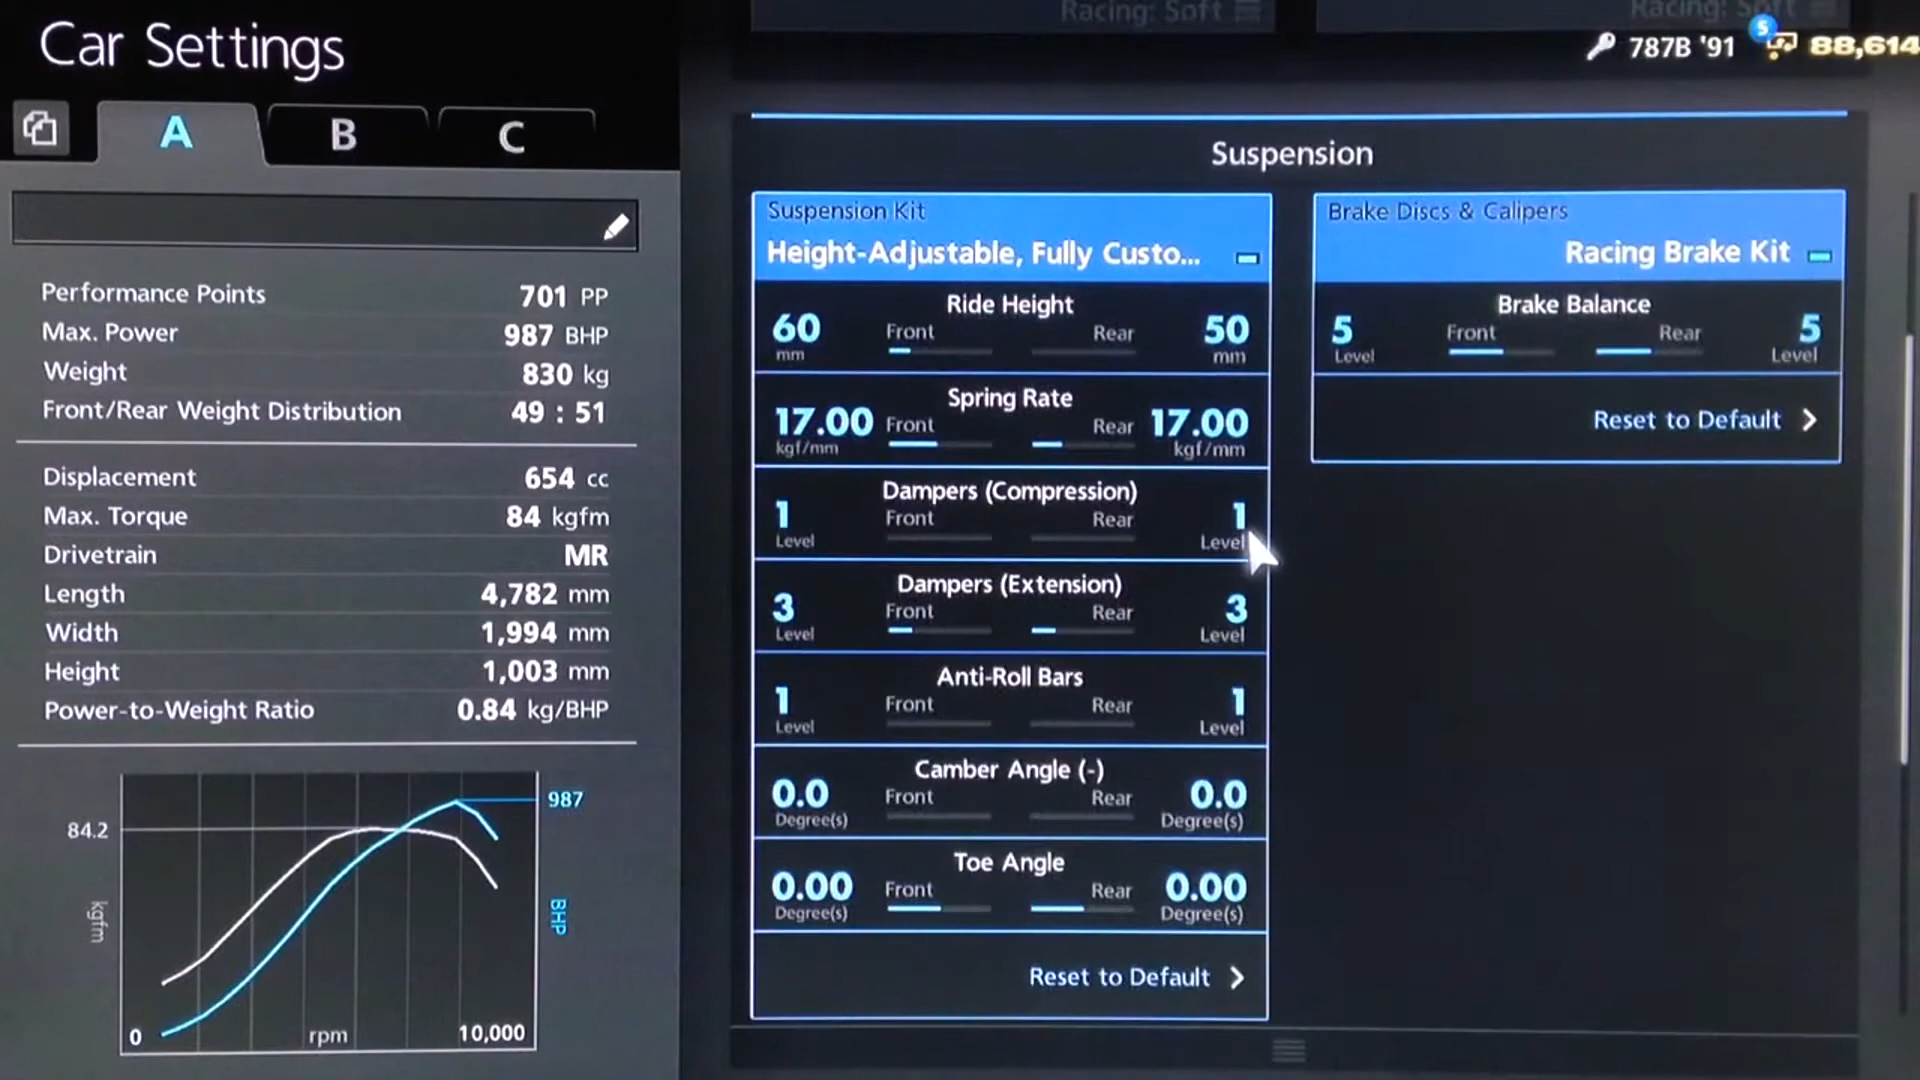 Car Settings
Racing: Soft
Racing: Soft
787B '91
S
88,614
A
B
C
Performance Points 701 PP
Max. Power 987 BHP
Weight 830 kg
Front/Rear Weight Distribution 49 : 51
Displacement 654 cc
Max. Torque 84 kgfm
Drivetrain MR
Length 4,782 mm
Width 1,994 mm
Height 1,003 mm
Power-to-Weight Ratio 0.84 kg/BHP
987
84.2
kgfm
BHP
0 rpm 10,000
Suspension
Suspension Kit
Height-Adjustable, Fully Custo...
Ride Height
60 mm Front Rear 50 mm
Spring Rate
17.00 kgf/mm Front Rear 17.00 kgf/mm
Dampers (Compression)
1 Level Front Rear 1 Level
Dampers (Extension)
3 Level Front Rear 3 Level
Anti-Roll Bars
1 Level Front Rear 1 Level
Camber Angle (-)
0.0 Degree(s) Front Rear 0.0 Degree(s)
Toe Angle
0.00 Degree(s) Front Rear 0.00 Degree(s)
Reset to Default
Brake Discs & Calipers
Racing Brake Kit
Brake Balance
5 Level Front Rear 5 Level
Reset to Default